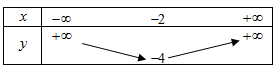 x −∞ −2 +∞
y +∞ +∞
−4